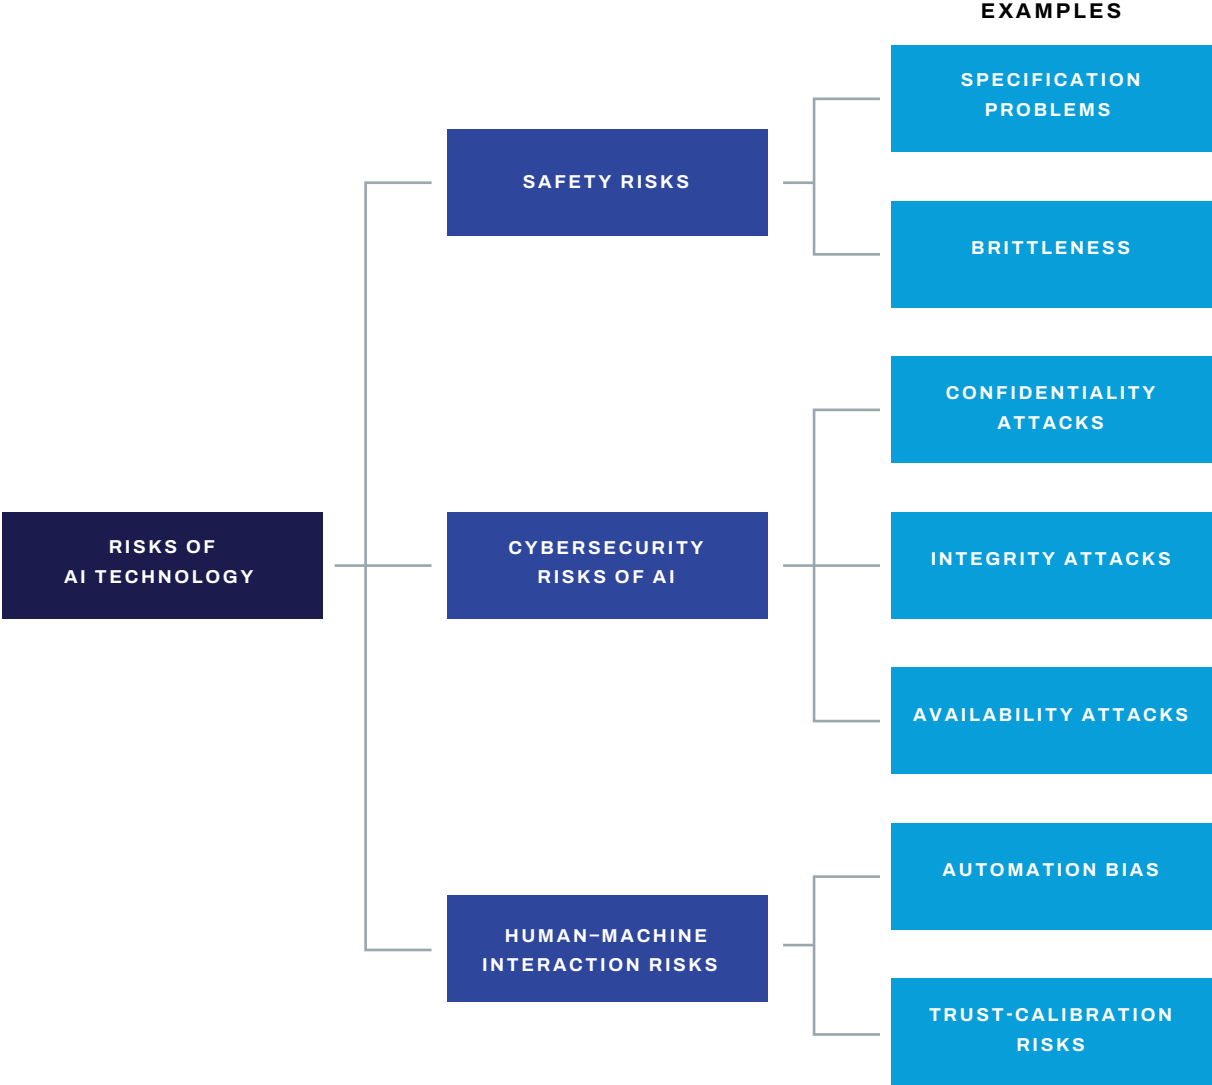 EXAMPLES
RISKS OF
AI TECHNOLOGY
SAFETY RISKS
SPECIFICATION
PROBLEMS
BRITTLENESS
CYBERSECURITY
RISKS OF AI
CONFIDENTIALITY
ATTACKS
INTEGRITY ATTACKS
AVAILABILITY ATTACKS
HUMAN–MACHINE
INTERACTION RISKS
AUTOMATION BIAS
TRUST-CALIBRATION
RISKS